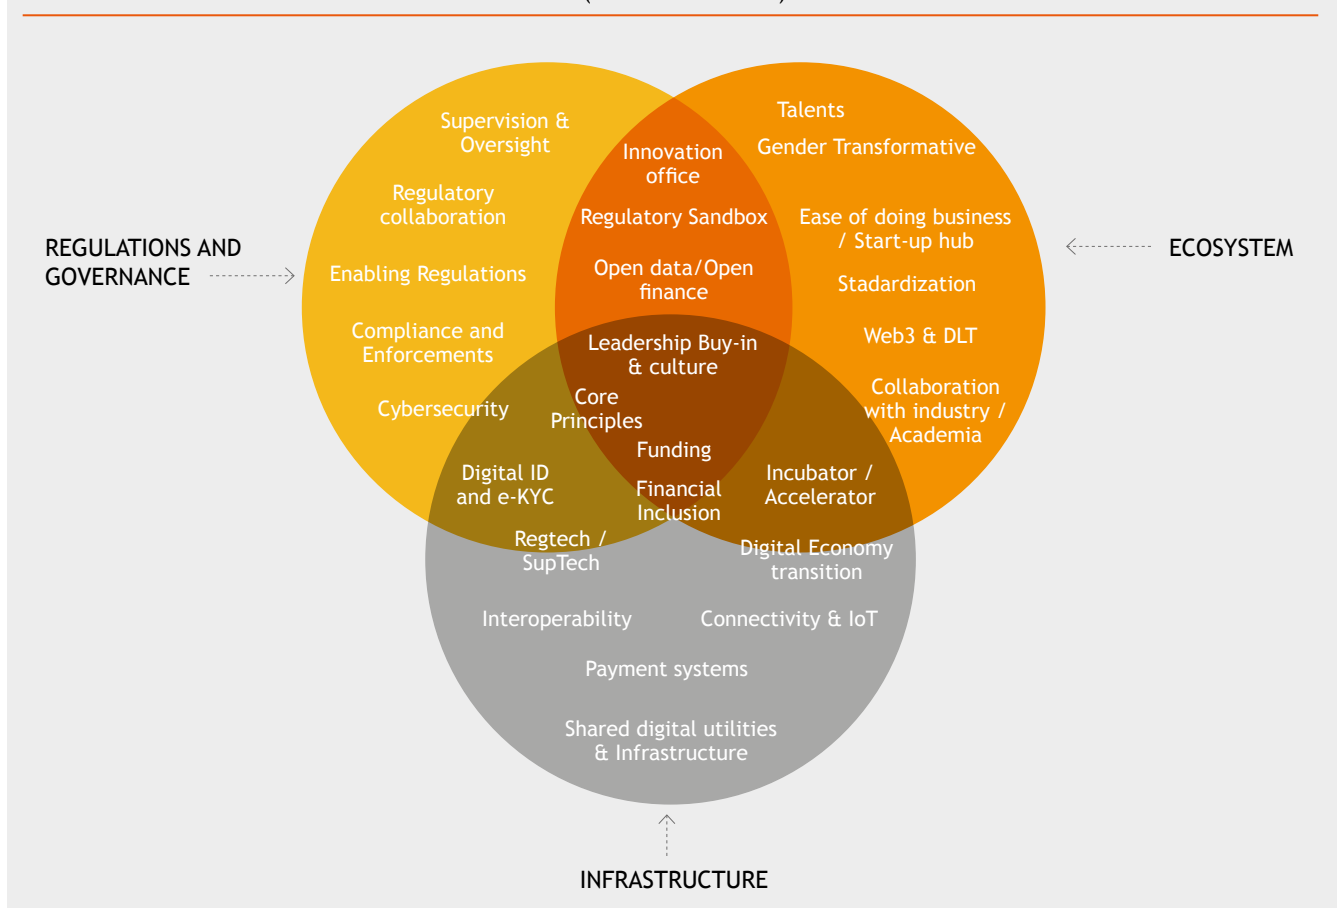 Supervision &
Oversight
Regulatory
collaboration
Enabling Regulations
Compliance and
Enforcements
Cybersecurity
REGULATIONS AND
GOVERNANCE
Innovation
office
Regulatory Sandbox
Open data/Open
finance
Talents
Gender Transformative
Ease of doing business
/ Start-up hub
Stadardization
Web3 & DLT
Collaboration
with industry /
Academia
ECOSYSTEM
Leadership Buy-in
& culture
Core
Principles
Funding
Financial
Inclusion
Digital ID
and e-KYC
Regtech /
SupTech
Incubator /
Accelerator
Digital Economy
transition
Interoperability
Connectivity & IoT
Payment systems
Shared digital utilities
& Infrastructure
INFRASTRUCTURE